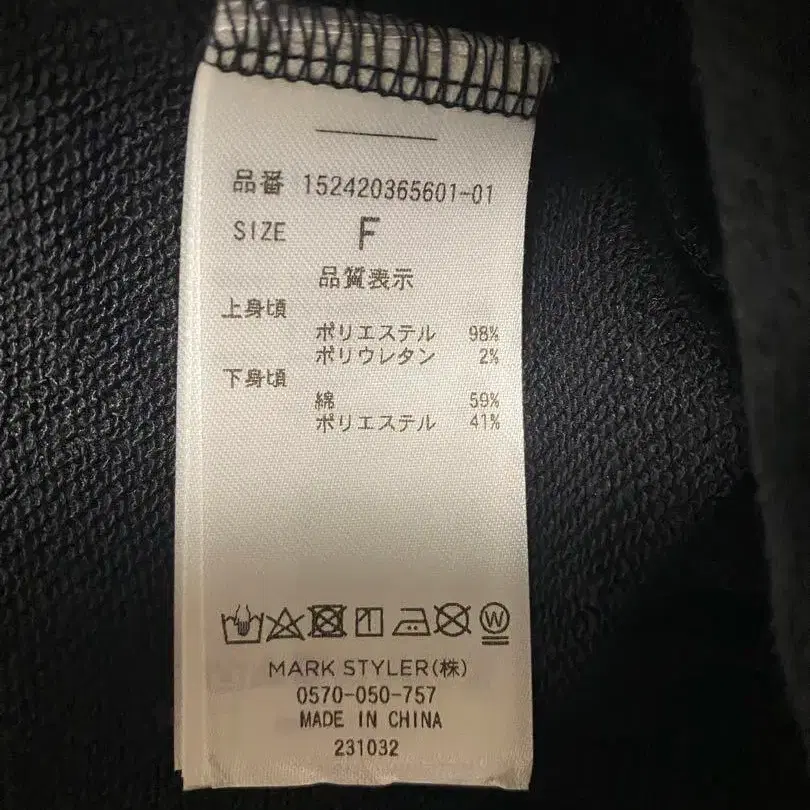 品番 152420365601-01
SIZE F
品質表示
上身頃
ポリエステル 98%
ポリウレタン 2%
下身頃
綿 59%
ポリエステル 41%
W
MARK STYLER(株)
0570-050-757
MADE IN CHINA
231032